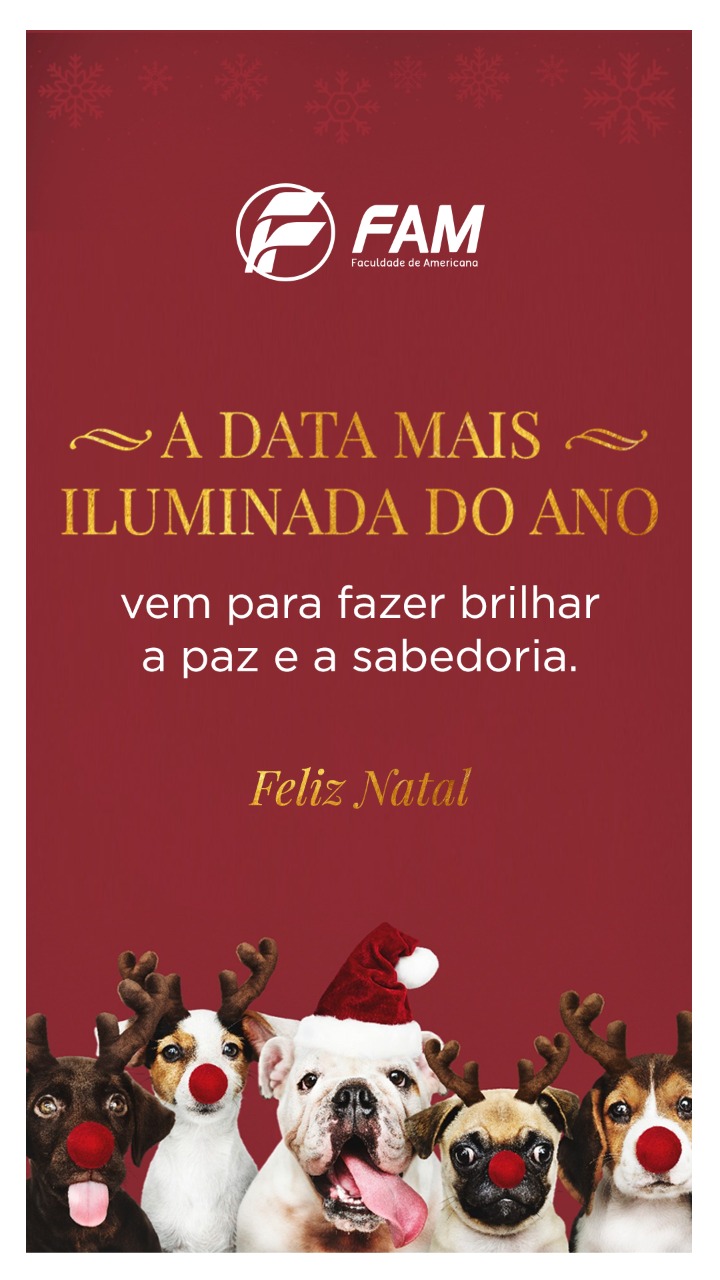 FAM
Faculdade de Americana
A DATA MAIS
ILUMINADA DO ANO
vem para fazer brilhar
a paz e a sabedoria.
Feliz Natal